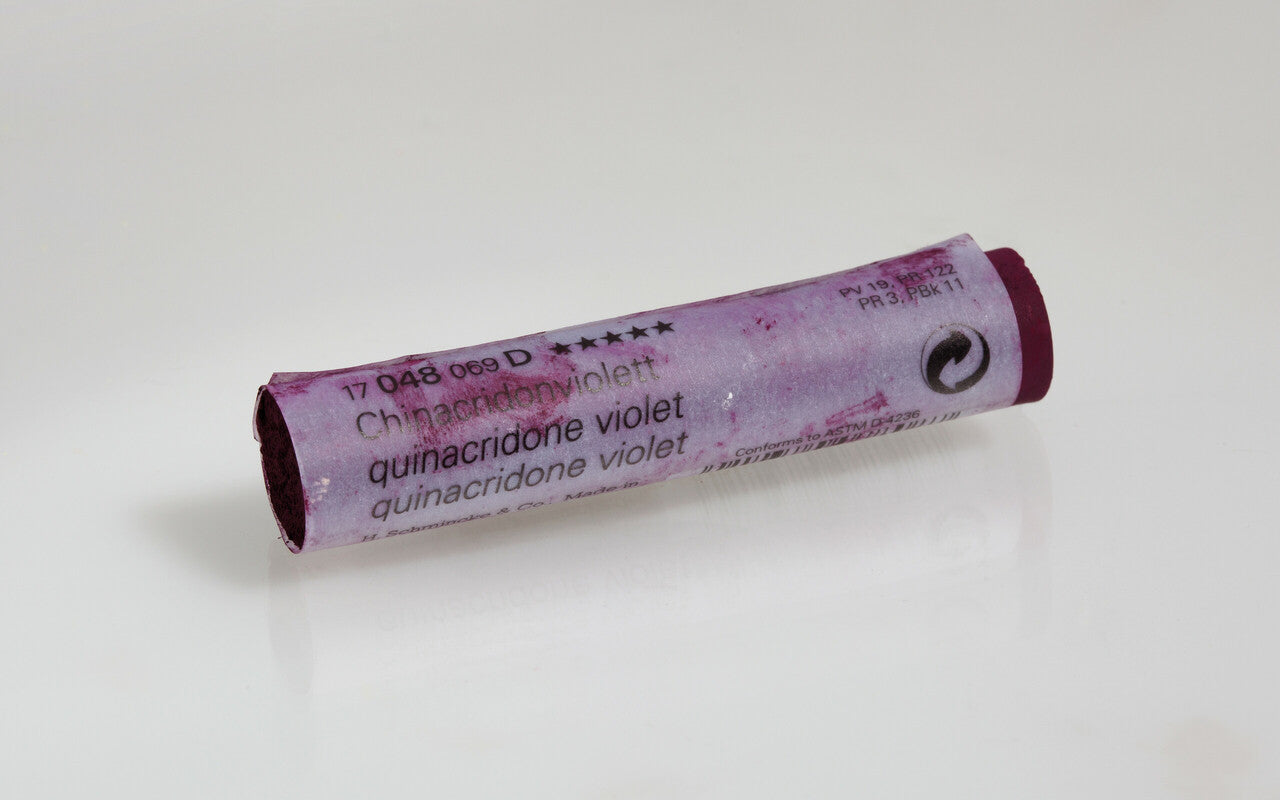 17 048 069 D ★★★★★
Chinacridonviolett
quinacridone violet
quinacridone violet
H. Schmincke & Co., Made in
PV 19, PR 122
PR 3, PBk 11
Conforms to ASTM D-4236